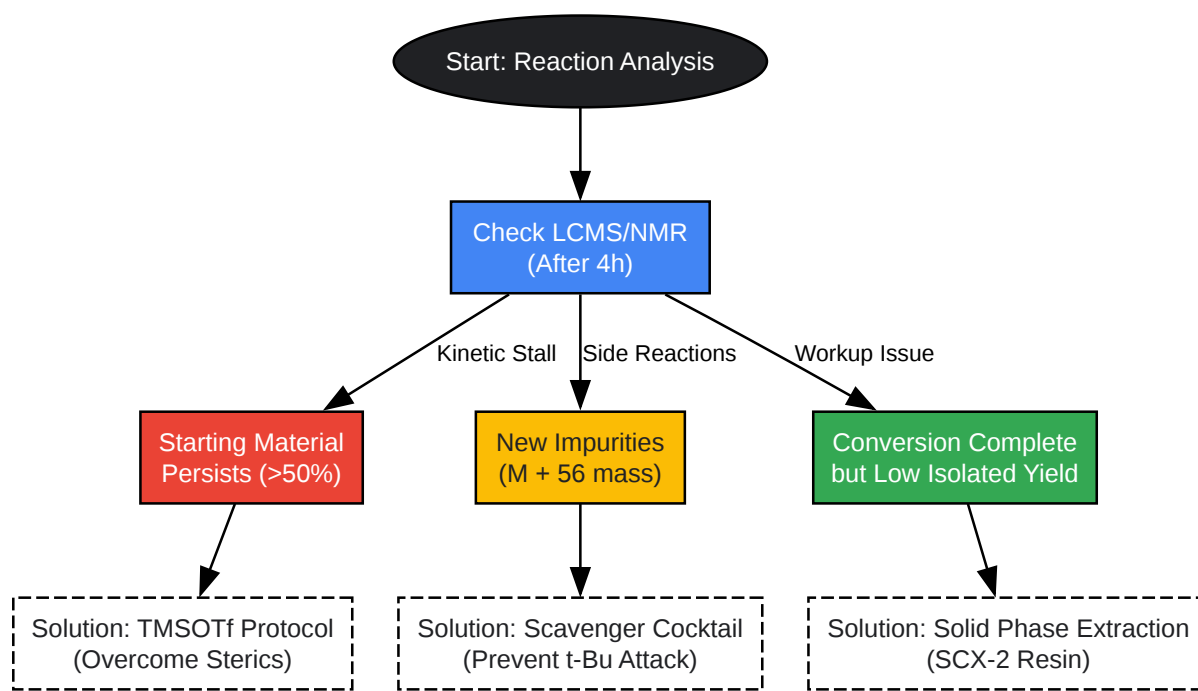 Start: Reaction Analysis
Check LCMS/NMR
(After 4h)
Kinetic Stall
Side Reactions
Workup Issue
Starting Material
Persists (>50%)
New Impurities
(M + 56 mass)
Conversion Complete
but Low Isolated Yield
Solution: TMSOTf Protocol
(Overcome Sterics)
Solution: Scavenger Cocktail
(Prevent t-Bu Attack)
Solution: Solid Phase Extraction
(SCX-2 Resin)